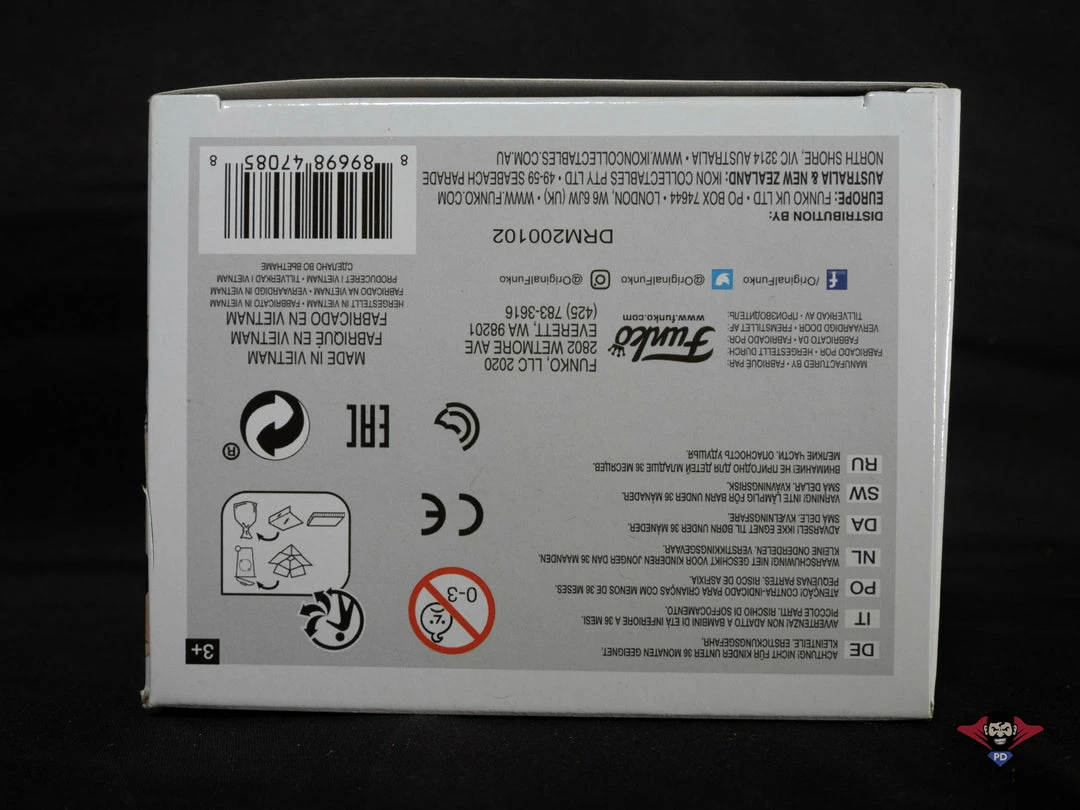 DE
ACHTUNG! NICHT FÜR KINDER UNTER 36 MONATEN GEEIGNET.
KLEINTEILE. ERSTICKUNGSGEFAHR.
IT
AVVERTENZA! NON ADATTO A BAMBINI DI ETÀ INFERIORE A 36 MESI.
PICCOLE PARTI. RISCHIO DI SOFFOCAMENTO.
PO
ATENÇÃO! CONTRA-INDICADO PARA CRIANÇAS COM MENOS DE 36 MESES.
PEQUENAS PARTES. RISCO DE ASFIXIA.
NL
WAARSCHUWING! NIET GESCHIKT VOOR KINDEREN JONGER DAN 36 MAANDEN.
KLEINE ONDERDELEN. VERSTIKKINGSGEVAAR.
DA
ADVARSEL! IKKE EGNET TIL BØRN UNDER 36 MÅNEDER.
SMÅ DELE. KVÆLNINGSFARE.
SW
VARNING! INTE LÄMPLIG FÖR BARN UNDER 36 MÅNADER.
SMÅ DELAR. KVÄVNINGSRISK.
RU
ВНИМАНИЕ! НЕ ПРИГОДНО ДЛЯ ДЕТЕЙ МЛАДШЕ 36 МЕСЯЦЕВ.
МЕЛКИЕ ЧАСТИ. ОПАСНОСТЬ УДУШЬЯ.
0-3
3+
CE
EAC
®
MANUFACTURED BY • FABRIQUÉ PAR:
FABRICADO POR • HERGESTELLT DURCH:
FABBRICATO DA • FABRICADO POR:
VERVAARDIGD DOOR • FREMSTILLET AF:
TILLVERKAD AV • ПРОИЗВОДИТЕЛЬ:
Funko
www.funko.com
FUNKO, LLC 2020
2802 WETMORE AVE
EVERETT, WA 98201
(425) 783-3616
MADE IN VIETNAM
FABRIQUÉ EN VIETNAM
FABRICADO EN VIETNAM
HERGESTELLT IN VIETNAM • FABBRICATO IN VIETNAM
FABRICADO NA VIETNAM • VERVAARDIGD IN VIETNAM
PRODUCERET I VIETNAM • TILLVERKAD I VIETNAM
СДЕЛАНО ВО ВЬЕТНАМЕ
/OriginalFunko @OriginalFunko @OriginalFunko
DRM200102
DISTRIBUTION BY:
EUROPE: FUNKO UK LTD • PO BOX 74644 • LONDON, W6 6JW (UK) • WWW.FUNKO.COM
AUSTRALIA & NEW ZEALAND: IKON COLLECTABLES PTY LTD • 49-59 SEABEACH PARADE
NORTH SHORE, VIC 3214 AUSTRALIA • WWW.IKONCOLLECTABLES.COM.AU
8 89698 47085 8
PD